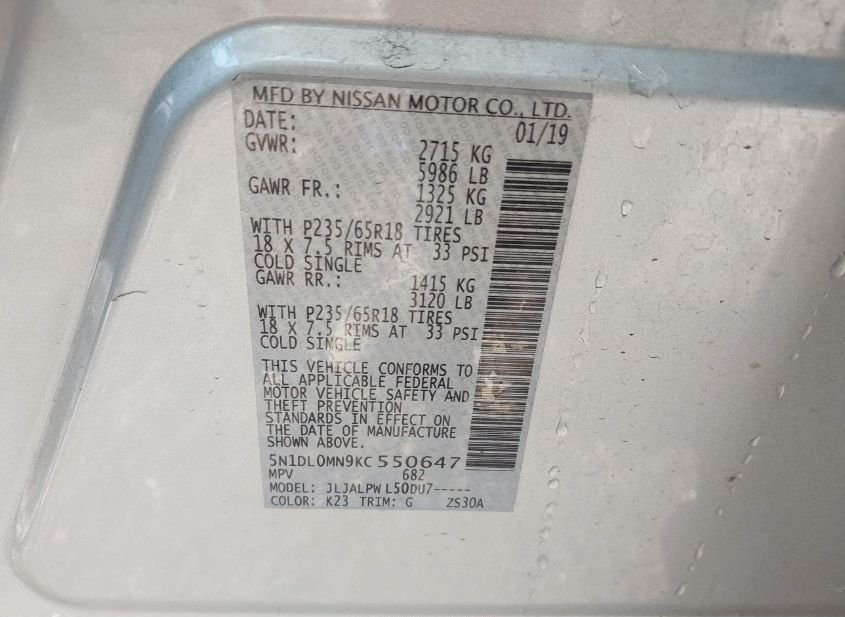 MFD BY NISSAN MOTOR CO., LTD.
DATE: 01/19
GVWR: 2715 KG
5986 LB
GAWR FR.: 1325 KG
2921 LB
WITH P235/65R18 TIRES
18 X 7.5 RIMS AT 33 PSI
COLD SINGLE
GAWR RR.: 1415 KG
3120 LB
WITH P235/65R18 TIRES
18 X 7.5 RIMS AT 33 PSI
COLD SINGLE
THIS VEHICLE CONFORMS TO
ALL APPLICABLE FEDERAL
MOTOR VEHICLE SAFETY AND
THEFT PREVENTION
STANDARDS IN EFFECT ON
THE DATE OF MANUFACTURE
SHOWN ABOVE.
5N1DL0MN9KC550647
MPV 682
MODEL: JLJALPWL50DU7-----
COLOR: K23 TRIM: G ZS30A